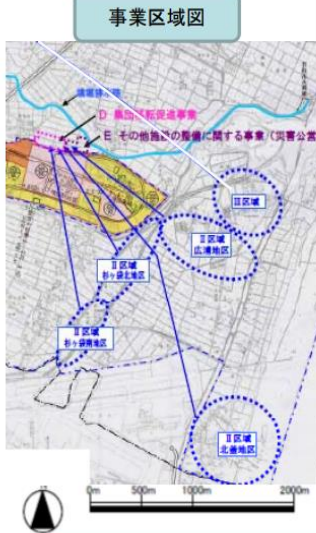 事業区域図
D 集団移転促進事業
E その他施設の整備に関する事業(災害公営
Ⅲ区域
Ⅱ区域
広浦地区
Ⅱ区域
杉ヶ袋北地区
Ⅱ区域
杉ヶ袋南地区
Ⅱ区域
北釜地区
0m 500m 1000m 2000m